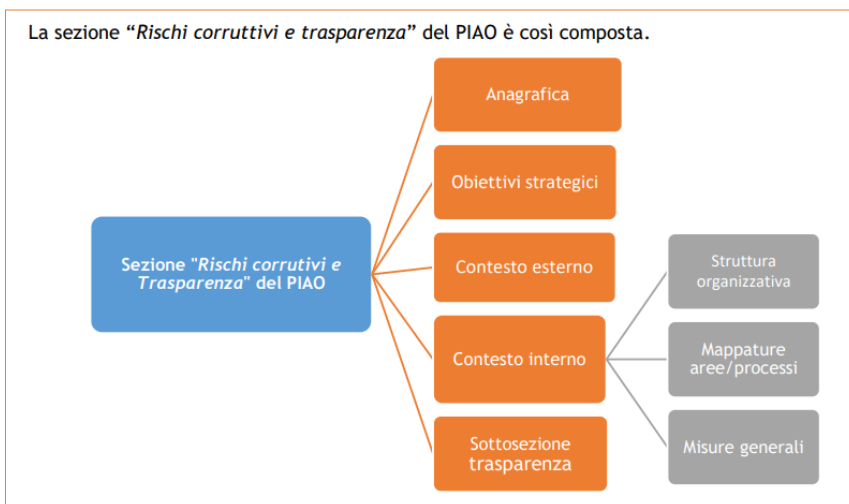 La sezione “Rischi corruttivi e trasparenza” del PIAO è così composta.
Anagrafica
Obiettivi strategici
Sezione "Rischi corrutivi e
Trasparenza" del PIAO
Contesto esterno
Contesto interno
Sottosezione
trasparenza
Struttura
organizzativa
Mappature
aree/processi
Misure generali